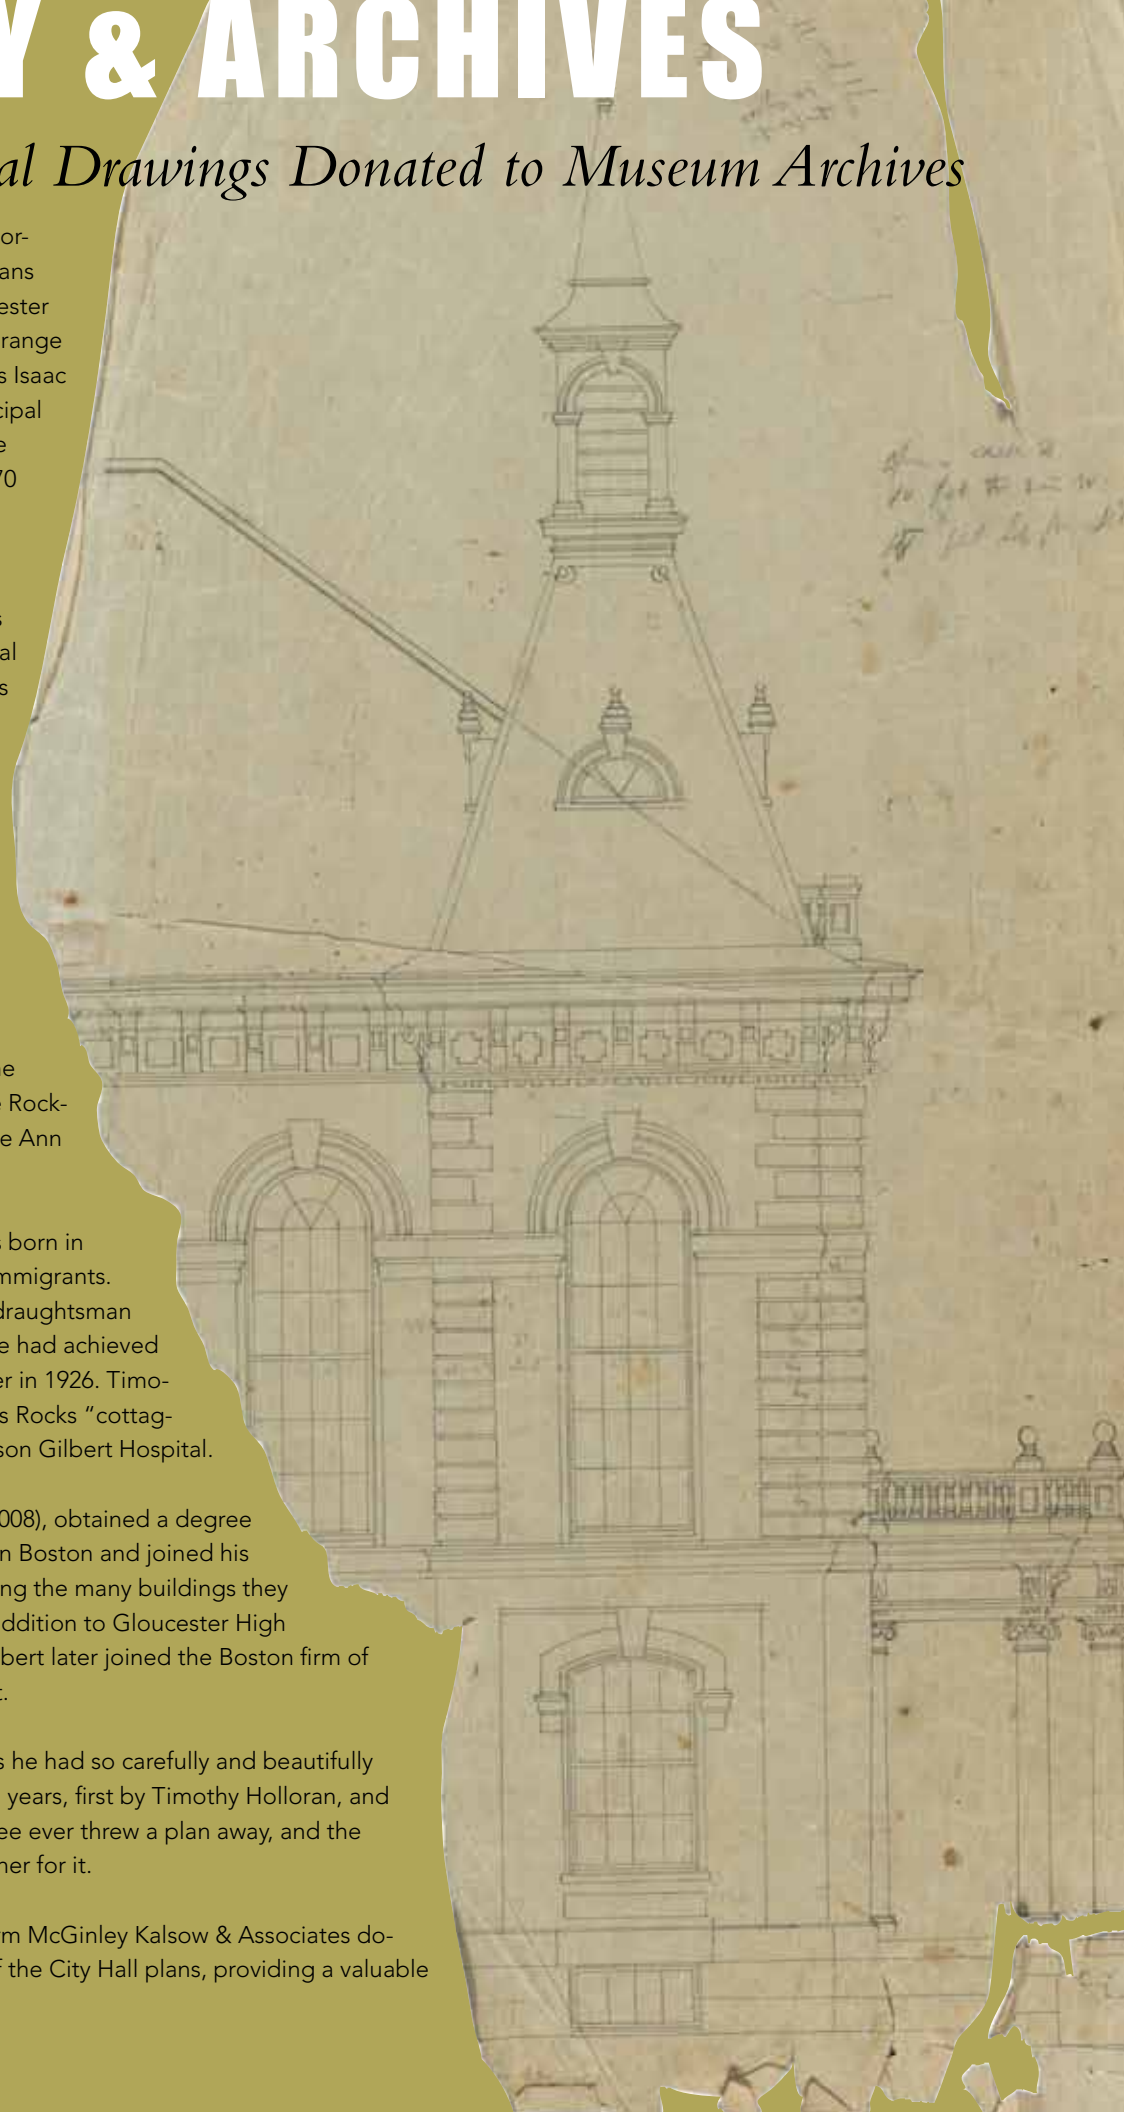 Y & ARCHIVES
al Drawings Donated to Museum Archives
or-
ans
ester
range
s Isaac
cipal
e
70
s
al
s
ne
e Rock-
e Ann
s born in
mmigrants.
draughtsman
e had achieved
er in 1926. Timo-
s Rocks “cottag-
son Gilbert Hospital.
008), obtained a degree
n Boston and joined his
ng the many buildings they
addition to Gloucester High
bert later joined the Boston firm of
t.
s he had so carefully and beautifully
years, first by Timothy Holloran, and
ee ever threw a plan away, and the
her for it.
rm McGinley Kalsow & Associates do-
f the City Hall plans, providing a valuable